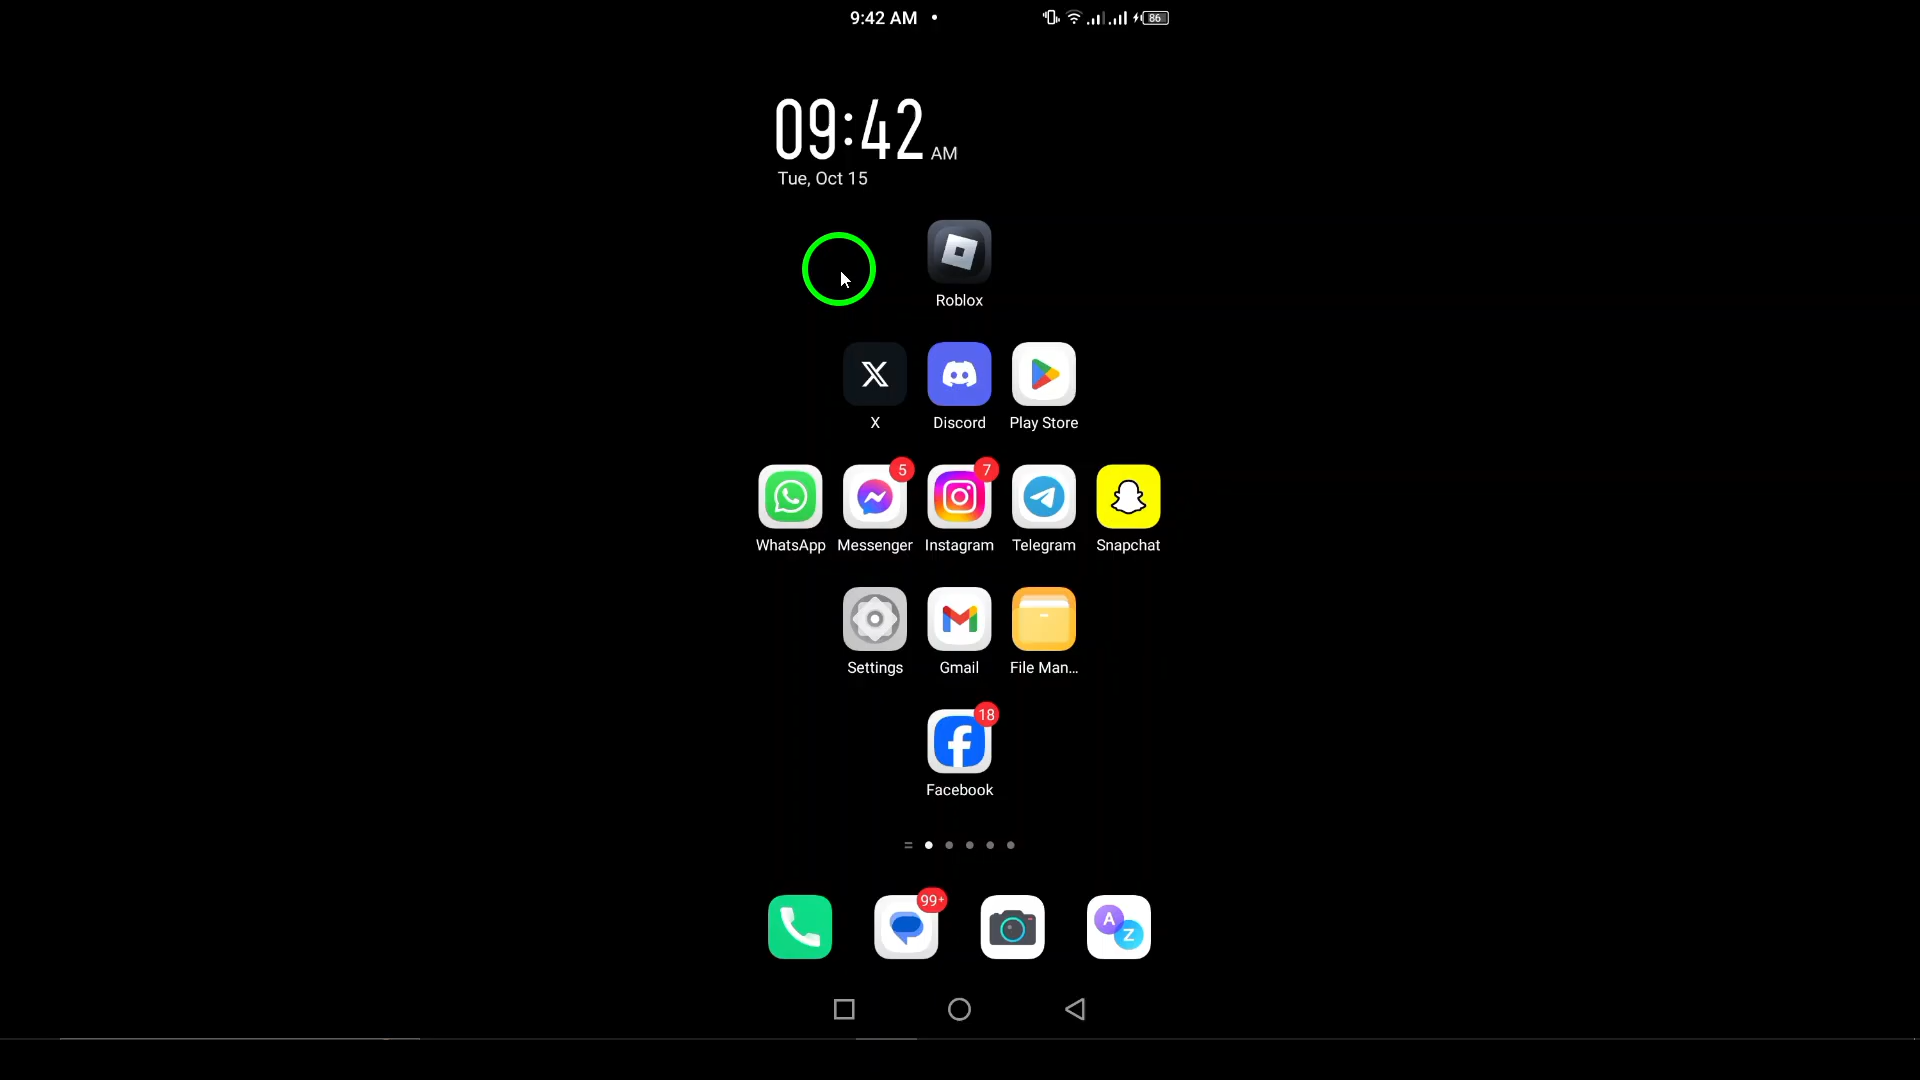 9:42 AM
86
09:42 AM
Tue, Oct 15
Roblox
X
Discord
Play Store
5
7
WhatsApp
Messenger
Instagram
Telegram
Snapchat
Settings
Gmail
File Man...
18
Facebook
99+
A
Z